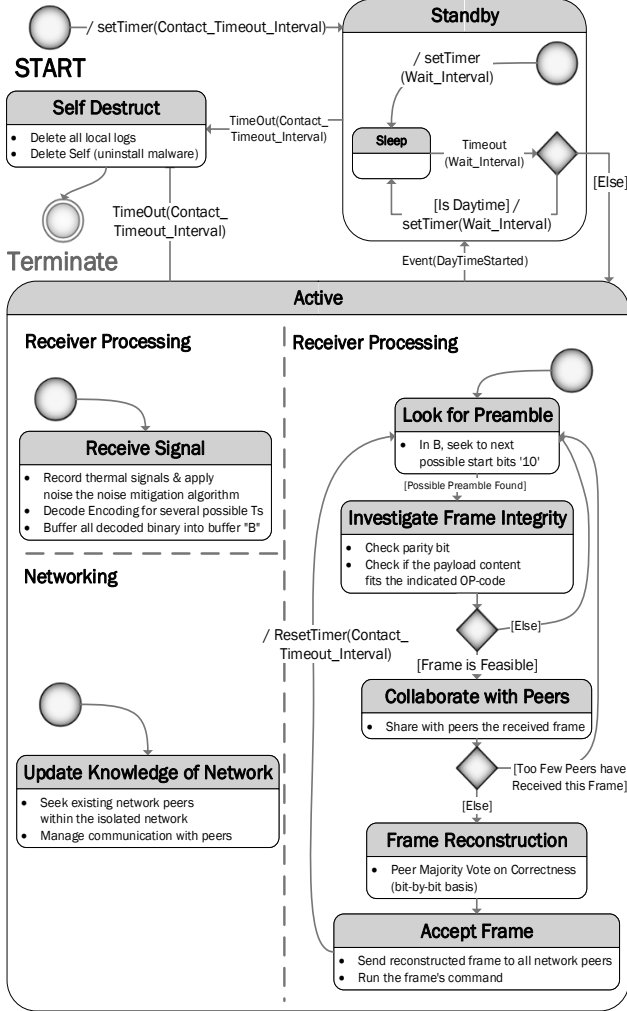 / setTimer(Contact_Timeout_Interval)
START
Standby
/ setTimer
(Wait_Interval)
Sleep
Timeout
(Wait_Interval)
[Else]
[Is Daytime] /
setTimer(Wait_Interval)
Self Destruct
• Delete all local logs
• Delete Self (uninstall malware)
TimeOut(Contact_
Timeout_Interval)
TimeOut(Contact_
Timeout_Interval)
Terminate
Event(DayTimeStarted)
Active
Receiver Processing
Receive Signal
• Record thermal signals & apply
noise the noise mitigation algorithm
• Decode Encoding for several possible Ts
• Buffer all decoded binary into buffer "B"
Networking
Update Knowledge of Network
• Seek existing network peers
within the isolated network
• Manage communication with peers
Receiver Processing
Look for Preamble
• In B, seek to next
possible start bits '10'
[Possible Preamble Found]
Investigate Frame Integrity
• Check parity bit
• Check if the payload content
fits the indicated OP-code
[Else]
/ ResetTimer(Contact_
Timeout_Interval)
[Frame is Feasible]
Collaborate with Peers
• Share with peers the received frame
[Too Few Peers have
Received this Frame]
[Else]
Frame Reconstruction
• Peer Majority Vote on Correctness
(bit-by-bit basis)
Accept Frame
• Send reconstructed frame to all network peers
• Run the frame's command